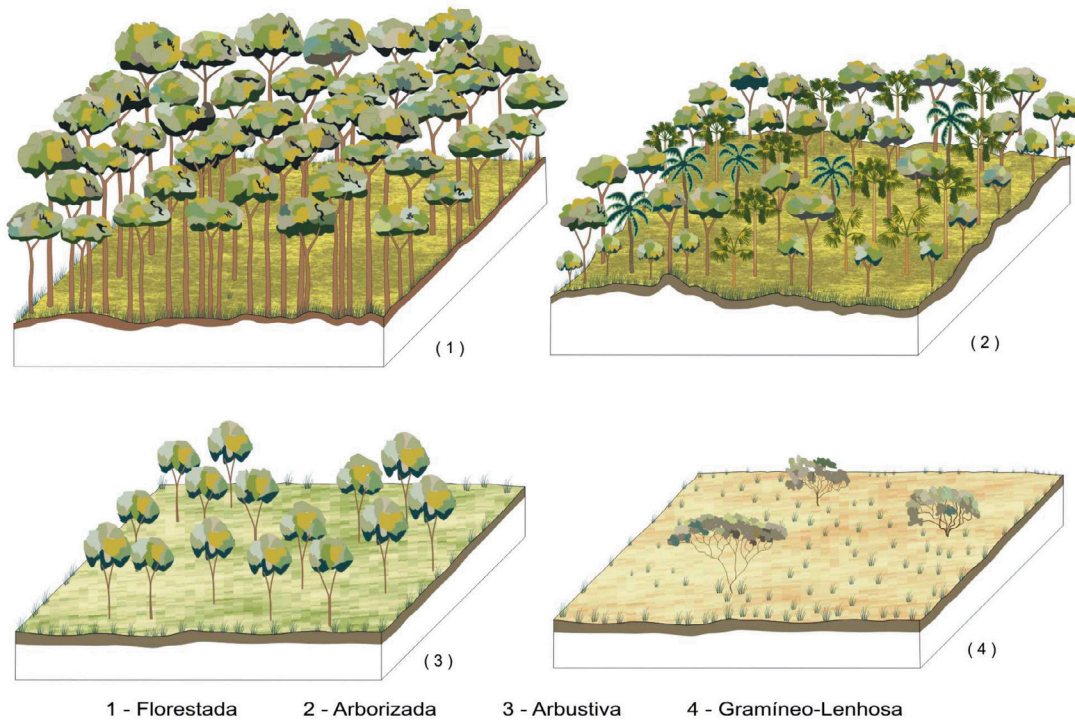 ( 1 )
( 2 )
( 3 )
( 4 )
1 - Florestada 2 - Arborizada 3 - Arbustiva 4 - Gramíneo-Lenhosa